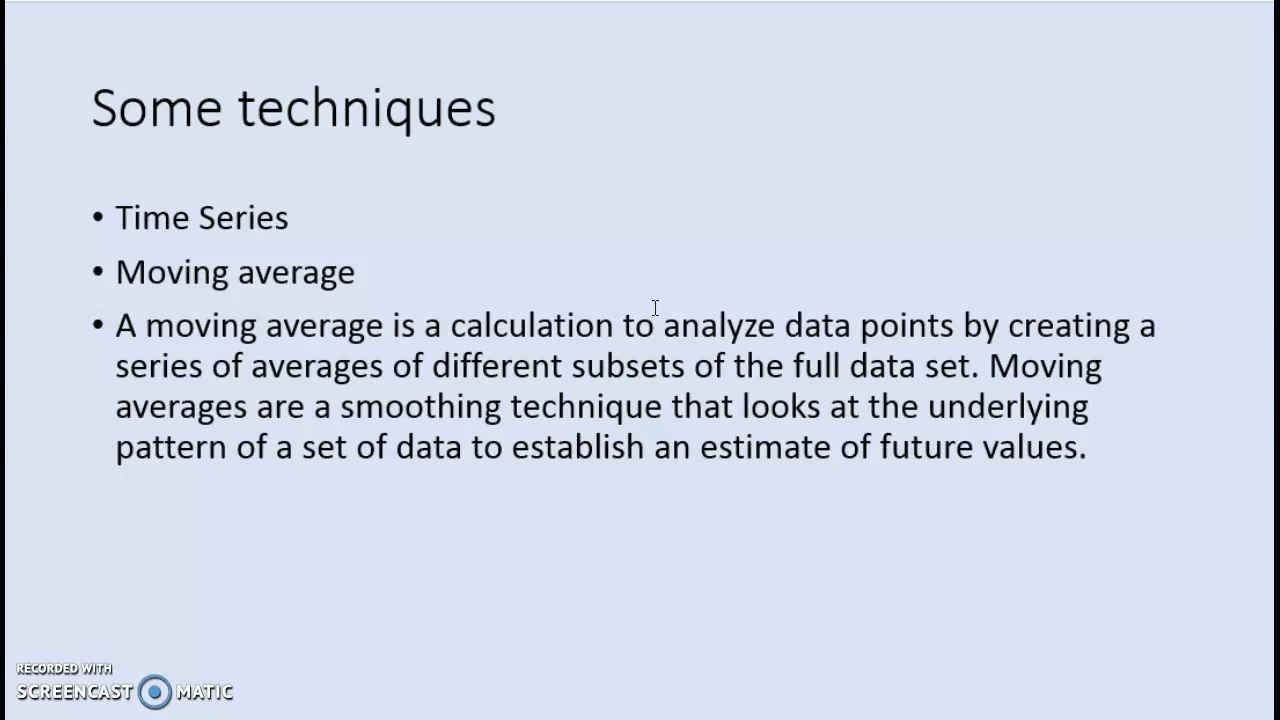 Some techniques
• Time Series
• Moving average
• A moving average is a calculation to analyze data points by creating a
series of averages of different subsets of the full data set. Moving
averages are a smoothing technique that looks at the underlying
pattern of a set of data to establish an estimate of future values.
RECORDED WITH
SCREENCAST MATIC